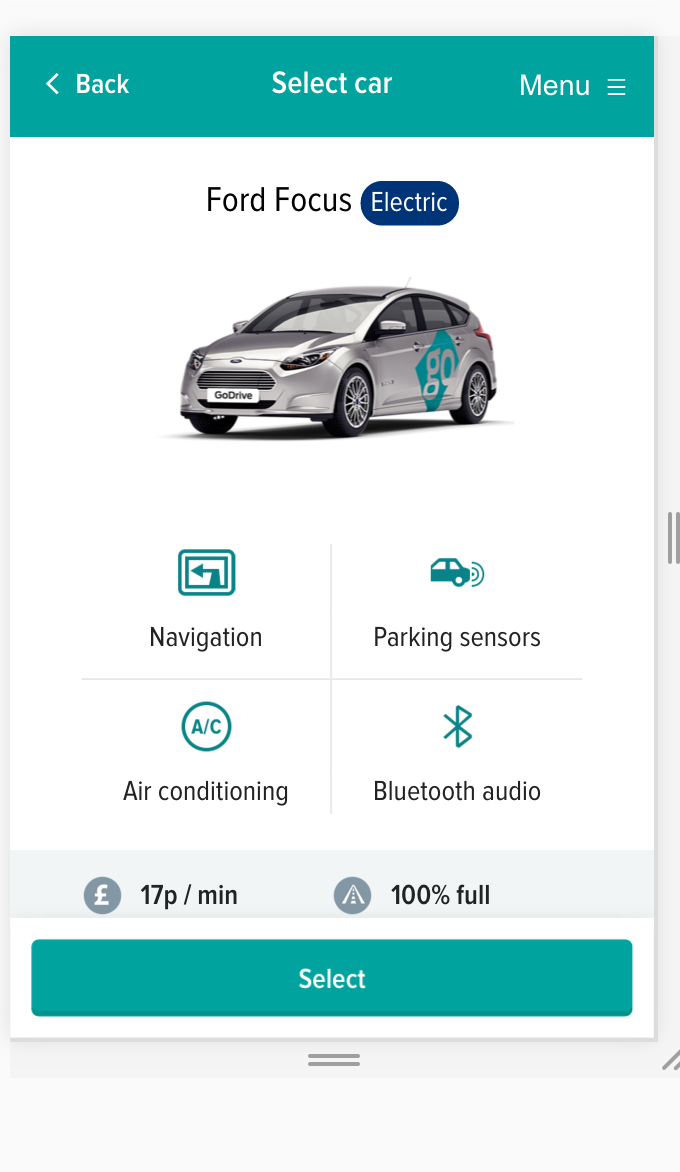 Back
Select car
Menu
Ford Focus Electric
go
GoDrive
Navigation
Parking sensors
A/C
Air conditioning
Bluetooth audio
£ 17p / min
100% full
Select